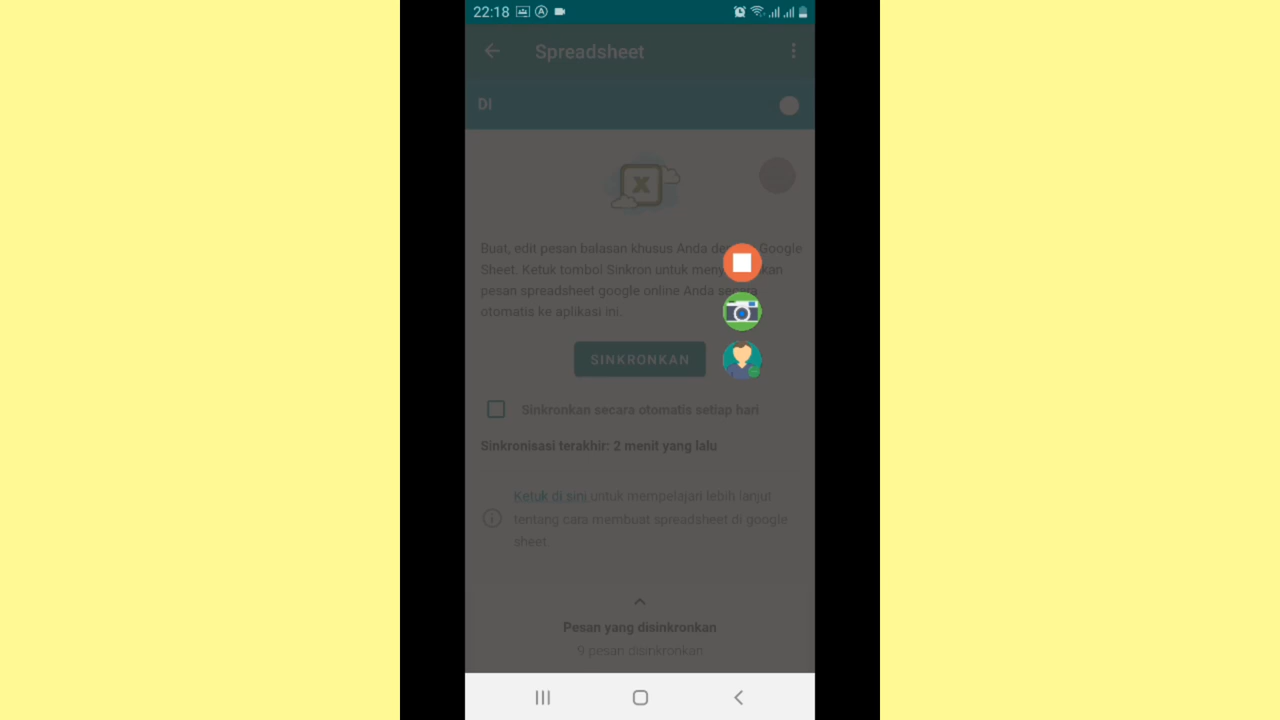 22:18
Spreadsheet
DI
Buat, edit pesan balasan khusus Anda de Google
Sheet. Ketuk tombol Sinkron untuk meny kan
pesan spreadsheet google online Anda secara
otomatis ke aplikasi ini.
SINKRONKAN
Sinkronkan secara otomatis setiap hari
Sinkronisasi terakhir: 2 menit yang lalu
Ketuk di sini untuk mempelajari lebih lanjut
tentang cara membuat spreadsheet di google
sheet
Pesan yang disinkronkan
9 pesan disinkronkan